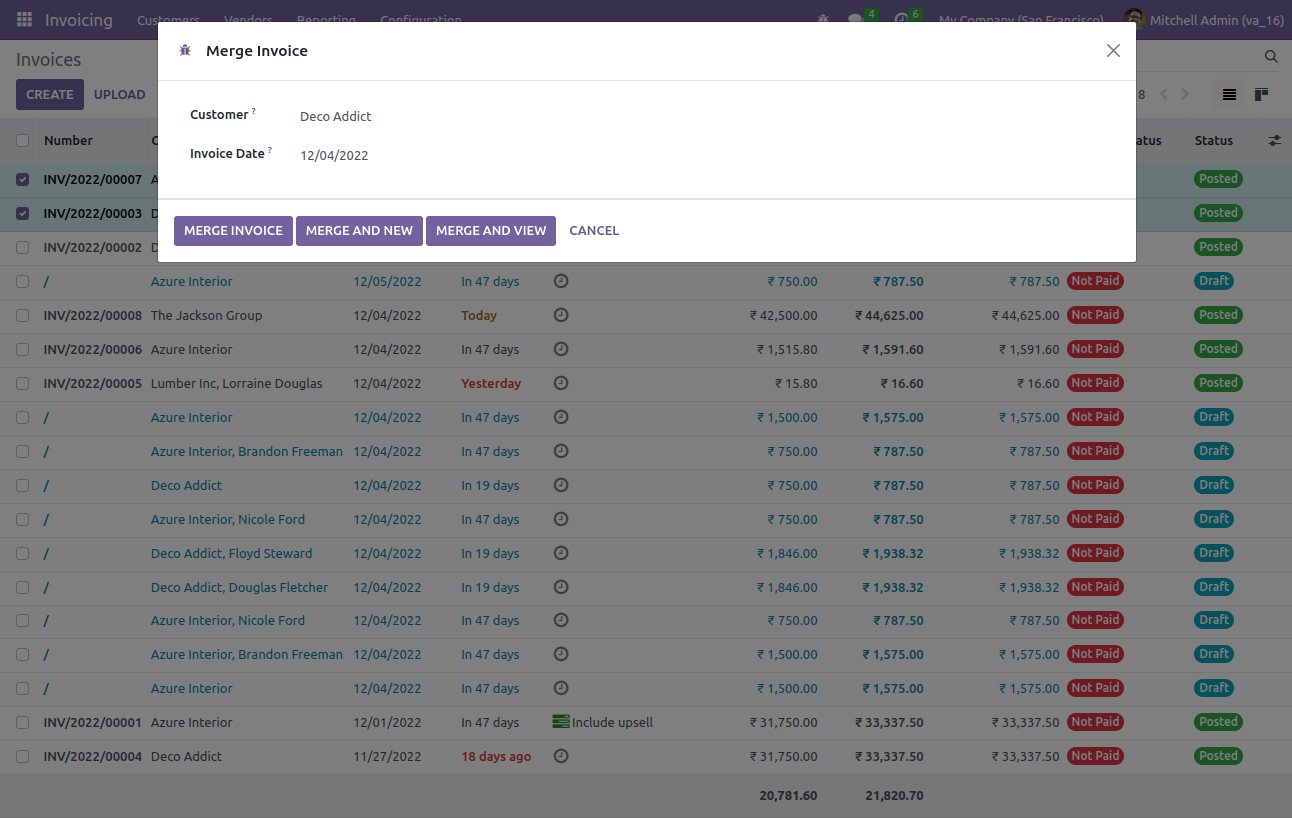 Invoicing Customers Vendors Reporting Configuration 4 6 My Company (San Francisco) Mitchell Admin (va_16)
Merge Invoice
Invoices
CREATE UPLOAD 8
Customer ? Deco Addict
Invoice Date ? 12/04/2022
Number C atus Status
INV/2022/00007 A Posted
INV/2022/00003 D Posted
MERGE INVOICE MERGE AND NEW MERGE AND VIEW CANCEL
INV/2022/00002 D Posted
/ Azure Interior 12/05/2022 In 47 days ₹ 750.00 ₹ 787.50 ₹ 787.50 Not Paid Draft
INV/2022/00008 The Jackson Group 12/04/2022 Today ₹ 42,500.00 ₹ 44,625.00 ₹ 44,625.00 Not Paid Posted
INV/2022/00006 Azure Interior 12/04/2022 In 47 days ₹ 1,515.80 ₹ 1,591.60 ₹ 1,591.60 Not Paid Posted
INV/2022/00005 Lumber Inc, Lorraine Douglas 12/04/2022 Yesterday ₹ 15.80 ₹ 16.60 ₹ 16.60 Not Paid Posted
/ Azure Interior 12/04/2022 In 47 days ₹ 1,500.00 ₹ 1,575.00 ₹ 1,575.00 Not Paid Draft
/ Azure Interior, Brandon Freeman 12/04/2022 In 47 days ₹ 750.00 ₹ 787.50 ₹ 787.50 Not Paid Draft
/ Deco Addict 12/04/2022 In 19 days ₹ 750.00 ₹ 787.50 ₹ 787.50 Not Paid Draft
/ Azure Interior, Nicole Ford 12/04/2022 In 47 days ₹ 750.00 ₹ 787.50 ₹ 787.50 Not Paid Draft
/ Deco Addict, Floyd Steward 12/04/2022 In 19 days ₹ 1,846.00 ₹ 1,938.32 ₹ 1,938.32 Not Paid Draft
/ Deco Addict, Douglas Fletcher 12/04/2022 In 19 days ₹ 1,846.00 ₹ 1,938.32 ₹ 1,938.32 Not Paid Draft
/ Azure Interior, Nicole Ford 12/04/2022 In 47 days ₹ 750.00 ₹ 787.50 ₹ 787.50 Not Paid Draft
/ Azure Interior, Brandon Freeman 12/04/2022 In 47 days ₹ 1,500.00 ₹ 1,575.00 ₹ 1,575.00 Not Paid Draft
/ Azure Interior 12/04/2022 In 47 days ₹ 1,500.00 ₹ 1,575.00 ₹ 1,575.00 Not Paid Draft
INV/2022/00001 Azure Interior 12/01/2022 In 47 days Include upsell ₹ 31,750.00 ₹ 33,337.50 ₹ 33,337.50 Not Paid Posted
INV/2022/00004 Deco Addict 11/27/2022 18 days ago ₹ 31,750.00 ₹ 33,337.50 ₹ 33,337.50 Not Paid Posted
20,781.60 21,820.70